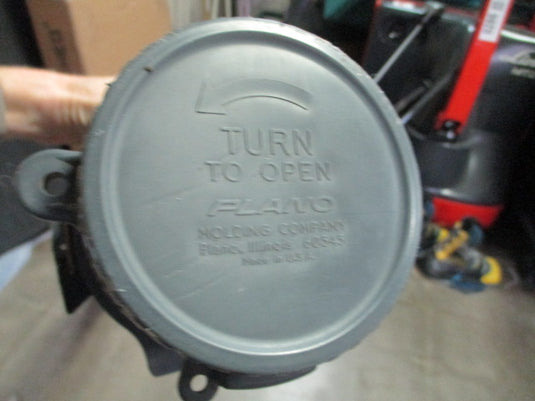 TURN
TO OPEN
PLANO
MOLDING COMPANY
Plano, Illinois 60545
Made in U.S.A.